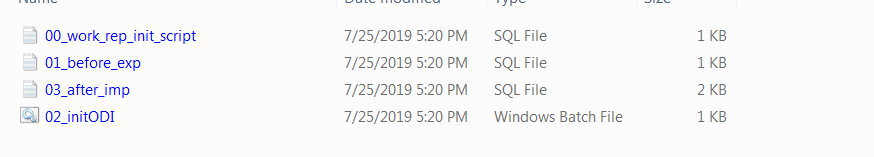 Name Date modified Type Size
00_work_rep_init_script 7/25/2019 5:20 PM SQL File 1 KB
01_before_exp 7/25/2019 5:20 PM SQL File 1 KB
03_after_imp 7/25/2019 5:20 PM SQL File 2 KB
02_initODI 7/25/2019 5:20 PM Windows Batch File 1 KB